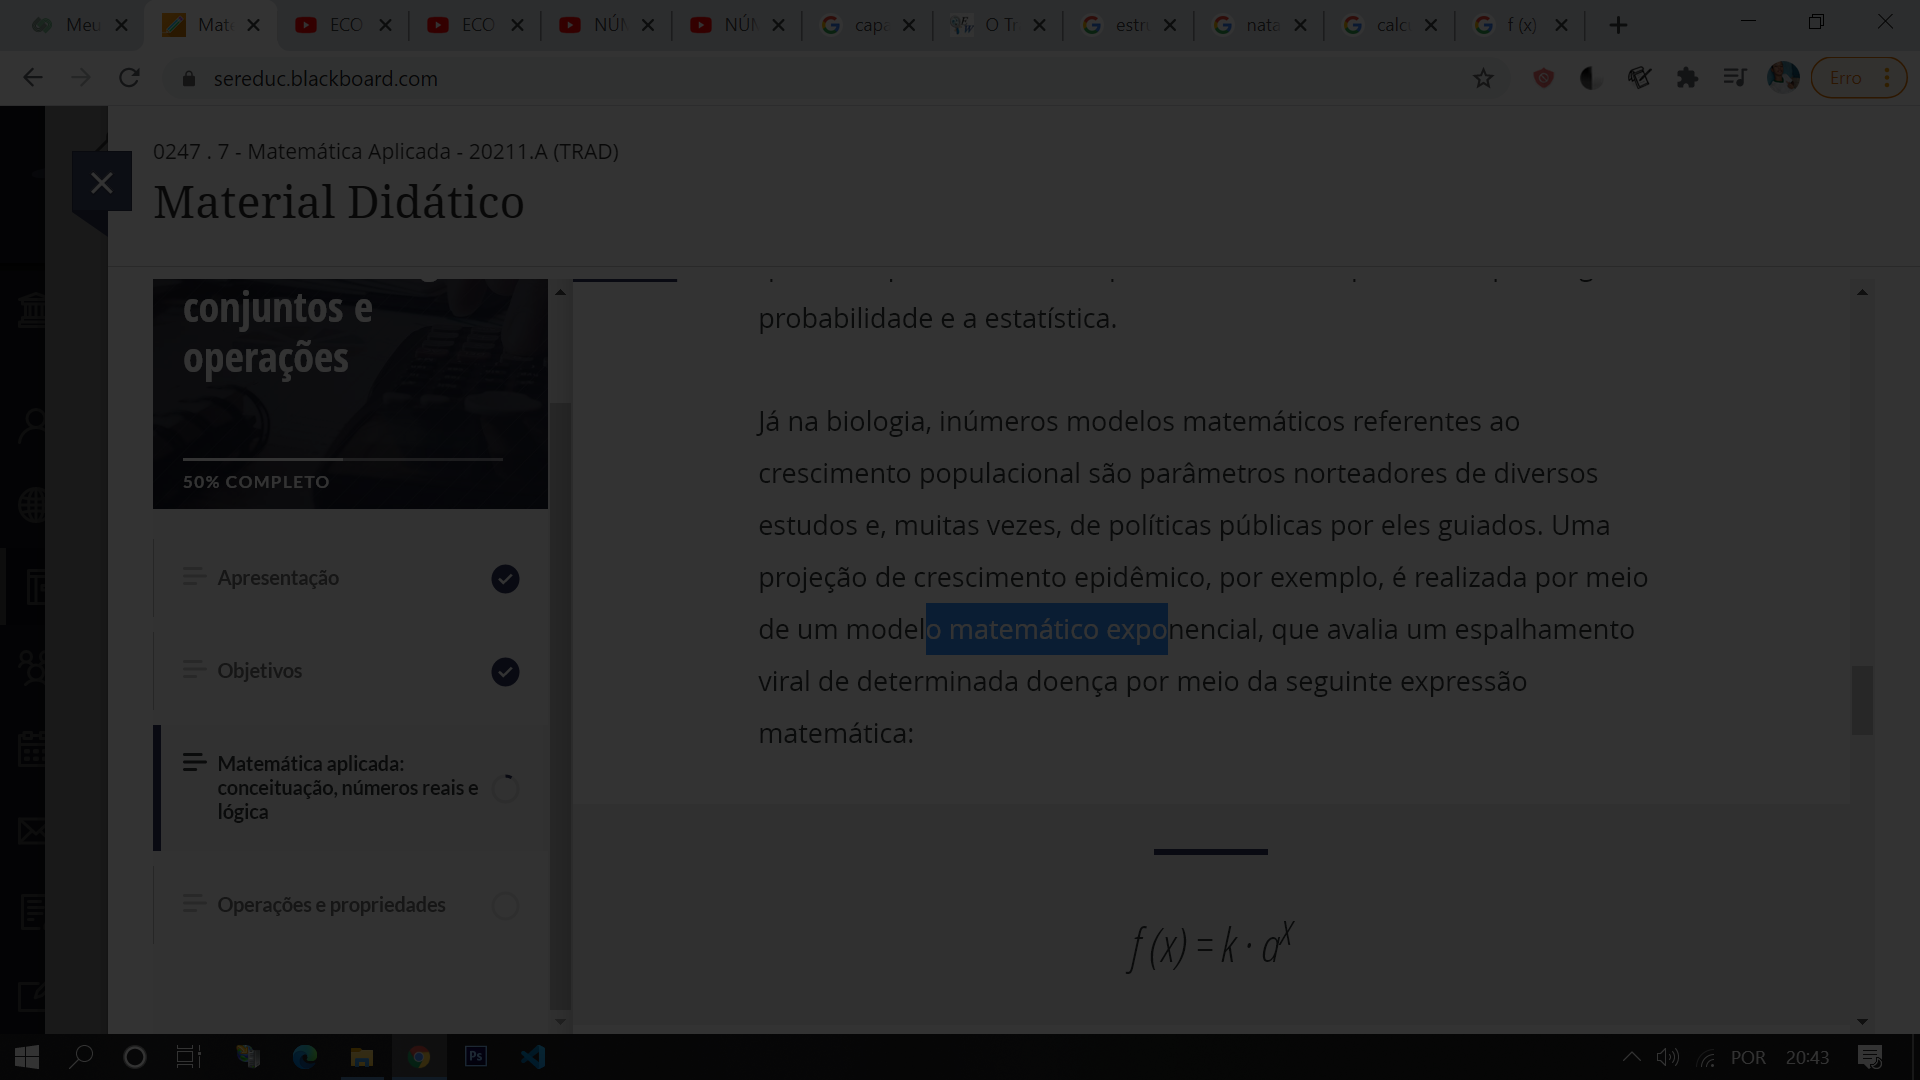 Meu
Mate
ECO
ECO
NÚM
NÚM
capa
O Tr
estr
nata
calc
f (x)
sereduc.blackboard.com
Erro
0247 . 7 - Matemática Aplicada - 20211.A (TRAD)
Material Didático
conjuntos e
operações
50% COMPLETO
Apresentação
Objetivos
Matemática aplicada:
conceituação, números reais e
lógica
Operações e propriedades
probabilidade e a estatística.
Já na biologia, inúmeros modelos matemáticos referentes ao
crescimento populacional são parâmetros norteadores de diversos
estudos e, muitas vezes, de políticas públicas por eles guiados. Uma
projeção de crescimento epidêmico, por exemplo, é realizada por meio
de um modelo matemático exponencial, que avalia um espalhamento
viral de determinada doença por meio da seguinte expressão
matemática:
f (x) = k · a^x
Ps
POR
20:43